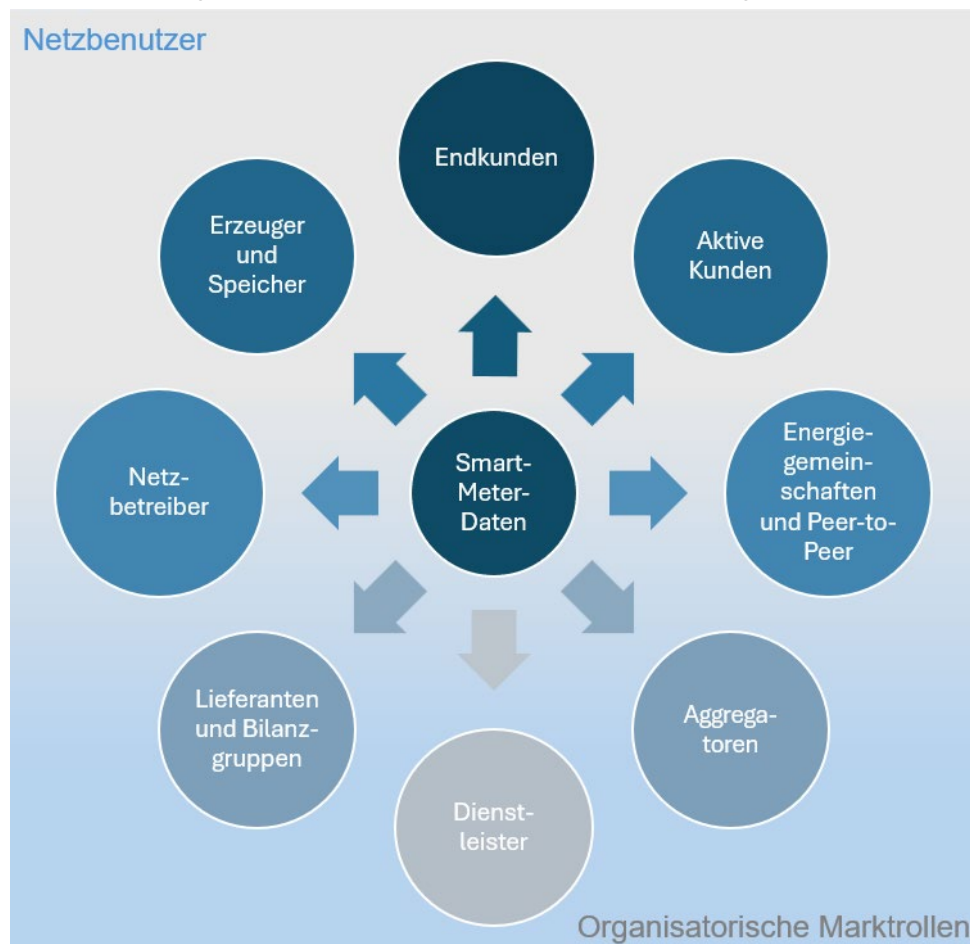 Netzbenutzer
Endkunden
Erzeuger
und
Speicher
Aktive
Kunden
Netz-
betreiber
Smart-
Meter-
Daten
Energie-
gemein-
schaften
und Peer-to-
Peer
Lieferanten
und Bilanz-
gruppen
Aggrega-
toren
Dienst-
leister
Organisatorische Marktrollen